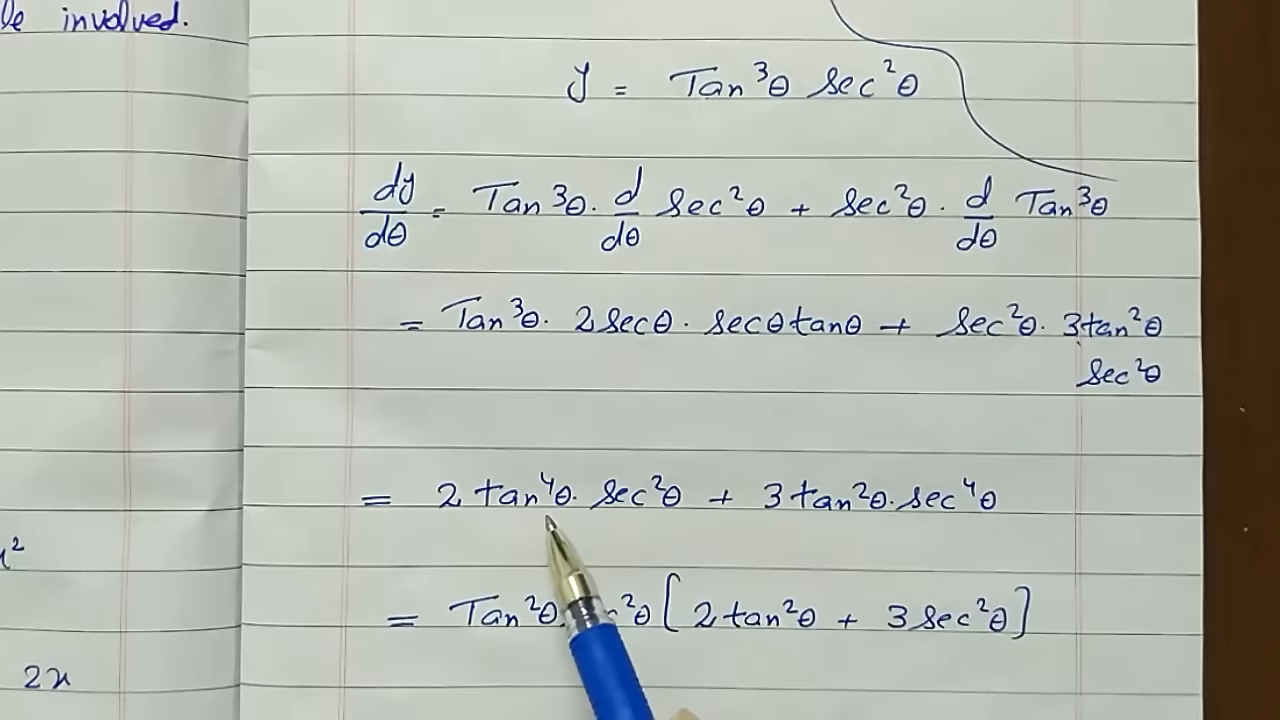 involved.
y = Tan³θ sec²θ
dy/dθ = Tan³θ. d/dθ sec²θ + sec²θ. d/dθ Tan³θ
= Tan³θ. 2secθ. secθtanθ + sec²θ. 3tan²θ
sec²θ
= 2tan⁴θ. sec²θ + 3tan²θ.sec⁴θ
= Tan²θ. ²θ[2tan²θ + 3sec²θ]
2x